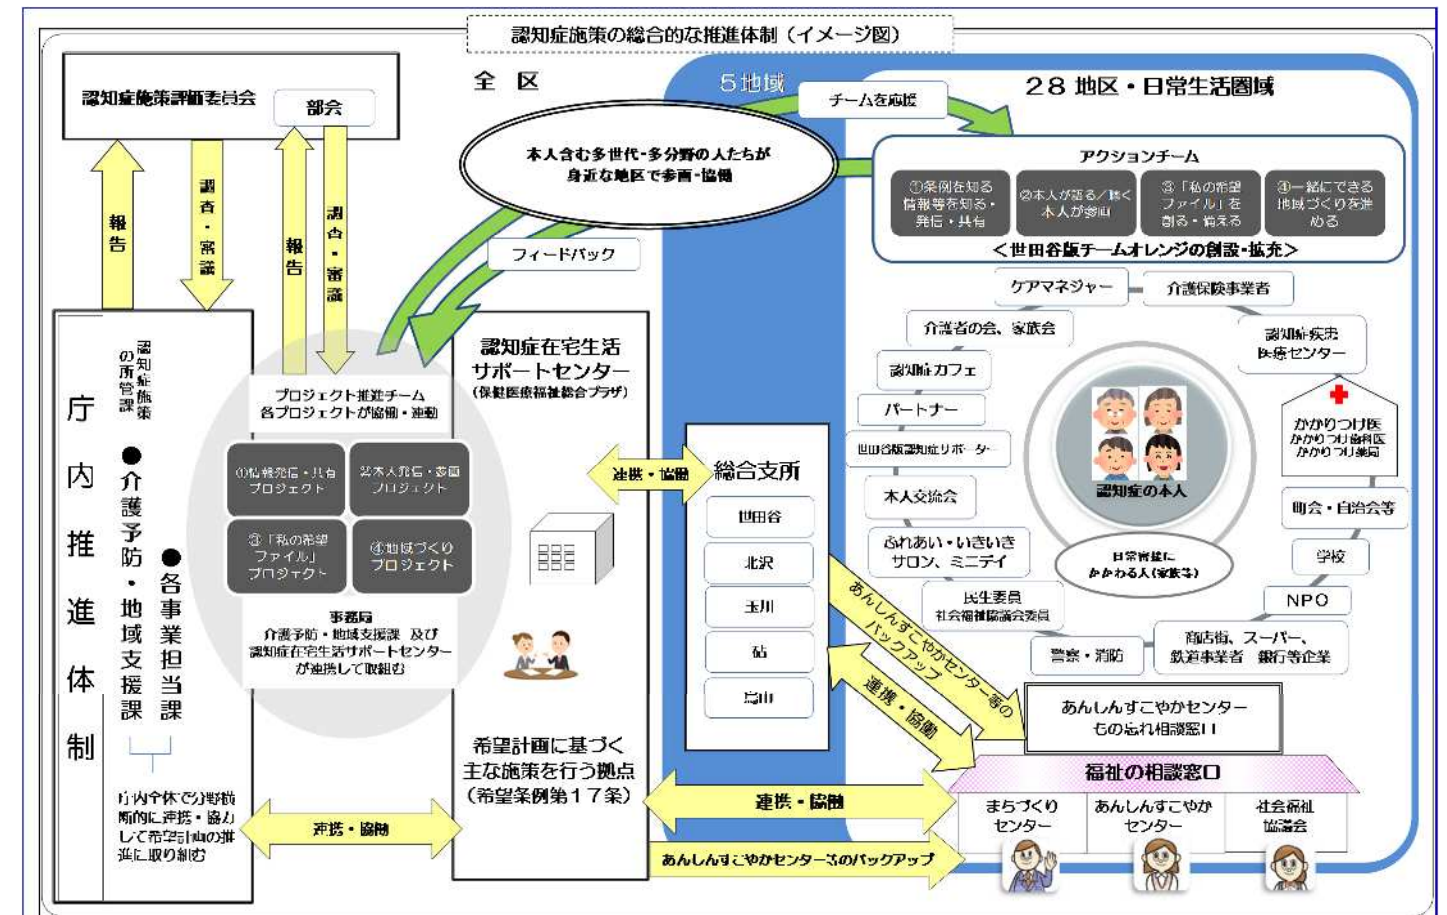 認知症施策の総合的な推進体制（イメージ図）
認知症施策評価委員会
部会
全 区
５地域
２８ 地区・日常生活圏域
チームを応援
本人含む多世代・多分野の人たちが
身近な地区で参画・協働
アクションチーム
①条例を知る
情報等を知る・
発信・共有
②本人が語る／聴く
本人が参画
③「私の希望
ファイル」を
創る・備える
④一緒にできる
地域づくりを進
める
＜世田谷版チームオレンジの創設・拡充＞
フィードバック
報告
調査・審議
報告
調査・審議
庁内推進体制
認知症施策
の所管課
●介護予防・地域支援課
●各事業担当課
庁内全体で分野横
断的に連携・協力
して希望計画の推
進に取り組む
プロジェクト推進チーム
各プロジェクトが協働・連動
①情報発信・共有
プロジェクト
②本人発信・参画
プロジェクト
③「私の希望
ファイル」
プロジェクト
④地域づくり
プロジェクト
事務局
介護予防・地域支援課 及び
認知症在宅生活サポートセンター
が連携して取組む
認知症在宅生活
サポートセンター
（保健医療福祉総合プラザ）
希望計画に基づく
主な施策を行う拠点
（希望条例第１７条）
連携・協働
連携・協働
総合支所
世田谷
北沢
玉川
砧
烏山
あんしんすこやかセンター等の
バックアップ
連携・協働
連携・協働
あんしんすこやかセンター等のバックアップ
ケアマネジャー
介護保険事業者
介護者の会、家族会
認知症疾患
医療センター
認知症カフェ
パートナー
世田谷版認知症サポーター
本人交流会
ふれあい・いきいき
サロン、ミニデイ
民生委員
社会福祉協議会委員
警察・消防
かかりつけ医
かかりつけ歯科医
かかりつけ薬局
町会・自治会等
学校
NPO
商店街、スーパー、
鉄道事業者 銀行等企業
認知症の本人
日常密接に
かかわる人(家族等)
あんしんすこやかセンター
もの忘れ相談窓口
福祉の相談窓口
まちづくり
センター
あんしんすこやか
センター
社会福祉
協議会